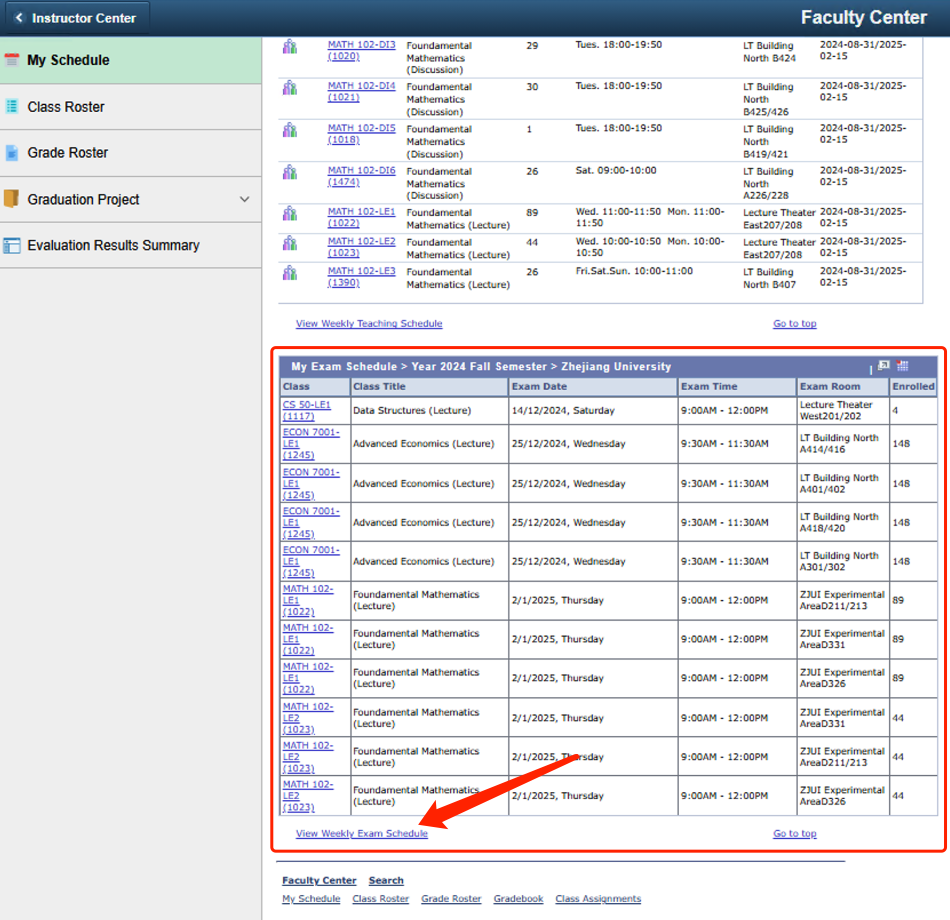 Instructor Center
Faculty Center
My Schedule
Class Roster
Grade Roster
Graduation Project
Evaluation Results Summary
MATH 102-DI3 (1020) Foundamental Mathematics (Discussion) 29 Tues. 18:00-19:50 LT Building North B424 2024-08-31/2025-02-15
MATH 102-DI4 (1021) Foundamental Mathematics (Discussion) 30 Tues. 18:00-19:50 LT Building North B425/426 2024-08-31/2025-02-15
MATH 102-DI5 (1018) Foundamental Mathematics (Discussion) 1 Tues. 18:00-19:50 LT Building North B419/421 2024-08-31/2025-02-15
MATH 102-DI6 (1474) Foundamental Mathematics (Discussion) 26 Sat. 09:00-10:00 LT Building North A226/228 2024-08-31/2025-02-15
MATH 102-LE1 (1022) Foundamental Mathematics (Lecture) 89 Wed. 11:00-11:50 Mon. 11:00-11:50 Lecture Theater East207/208 2024-08-31/2025-02-15
MATH 102-LE2 (1023) Foundamental Mathematics (Lecture) 44 Wed. 10:00-10:50 Mon. 10:00-10:50 Lecture Theater East207/208 2024-08-31/2025-02-15
MATH 102-LE3 (1390) Foundamental Mathematics (Lecture) 26 Fri.Sat.Sun. 10:00-11:00 LT Building North B407 2024-08-31/2025-02-15
View Weekly Teaching Schedule Go to top
My Exam Schedule > Year 2024 Fall Semester > Zhejiang University
Class Class Title Exam Date Exam Time Exam Room Enrolled
CS 50-LE1 (1117) Data Structures (Lecture) 14/12/2024, Saturday 9:00AM - 12:00PM Lecture Theater West201/202 4
ECON 7001-LE1 (1245) Advanced Economics (Lecture) 25/12/2024, Wednesday 9:30AM - 11:30AM LT Building North A414/416 148
ECON 7001-LE1 (1245) Advanced Economics (Lecture) 25/12/2024, Wednesday 9:30AM - 11:30AM LT Building North A401/402 148
ECON 7001-LE1 (1245) Advanced Economics (Lecture) 25/12/2024, Wednesday 9:30AM - 11:30AM LT Building North A418/420 148
ECON 7001-LE1 (1245) Advanced Economics (Lecture) 25/12/2024, Wednesday 9:30AM - 11:30AM LT Building North A301/302 148
MATH 102-LE1 (1022) Foundamental Mathematics (Lecture) 2/1/2025, Thursday 9:00AM - 12:00PM ZJUI Experimental AreaD211/213 89
MATH 102-LE1 (1022) Foundamental Mathematics (Lecture) 2/1/2025, Thursday 9:00AM - 12:00PM ZJUI Experimental AreaD331 89
MATH 102-LE1 (1022) Foundamental Mathematics (Lecture) 2/1/2025, Thursday 9:00AM - 12:00PM ZJUI Experimental AreaD326 89
MATH 102-LE2 (1023) Foundamental Mathematics (Lecture) 2/1/2025, Thursday 9:00AM - 12:00PM ZJUI Experimental AreaD331 44
MATH 102-LE2 (1023) Foundamental Mathematics (Lecture) 2/1/2025, Thursday 9:00AM - 12:00PM ZJUI Experimental AreaD211/213 44
MATH 102-LE2 (1023) Foundamental Mathematics (Lecture) 2/1/2025, Thursday 9:00AM - 12:00PM ZJUI Experimental AreaD326 44
View Weekly Exam Schedule Go to top
Faculty Center Search
My Schedule Class Roster Grade Roster Gradebook Class Assignments